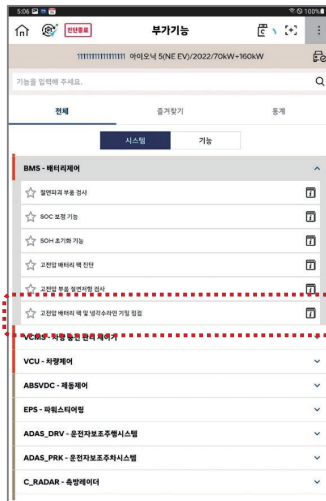 5:06 100%
진단종료 부가기능
11111111111111111 아이오닉 5(NE EV)/2022/70kW+160kW
기능을 입력해 주세요.
전체 즐겨찾기 통계
시스템 기능
BMS - 배터리제어
절연파괴 부품 검사
SOC 보정 기능
SOH 초기화 기능
고전압 배터리 팩 진단
고전압 부품 절연저항 검사
고전압 배터리 팩 및 냉각수라인 기밀 점검
VCMS - 차량 충전 관리 제어기
VCU - 차량제어
ABSVDC - 제동제어
EPS - 파워스티어링
ADAS_DRV - 운전자보조주행시스템
ADAS_PRK - 운전자보조주차시스템
C_RADAR - 측방레이더